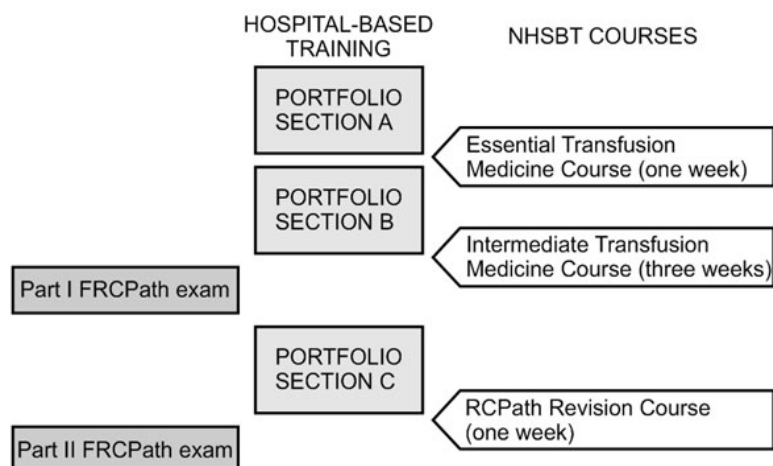 HOSPITAL-BASED
TRAINING
NHSBT COURSES
PORTFOLIO
SECTION A
Essential Transfusion
Medicine Course (one week)
PORTFOLIO
SECTION B
Intermediate Transfusion
Medicine Course (three weeks)
Part I FRCPath exam
PORTFOLIO
SECTION C
RCPath Revision Course
(one week)
Part II FRCPath exam